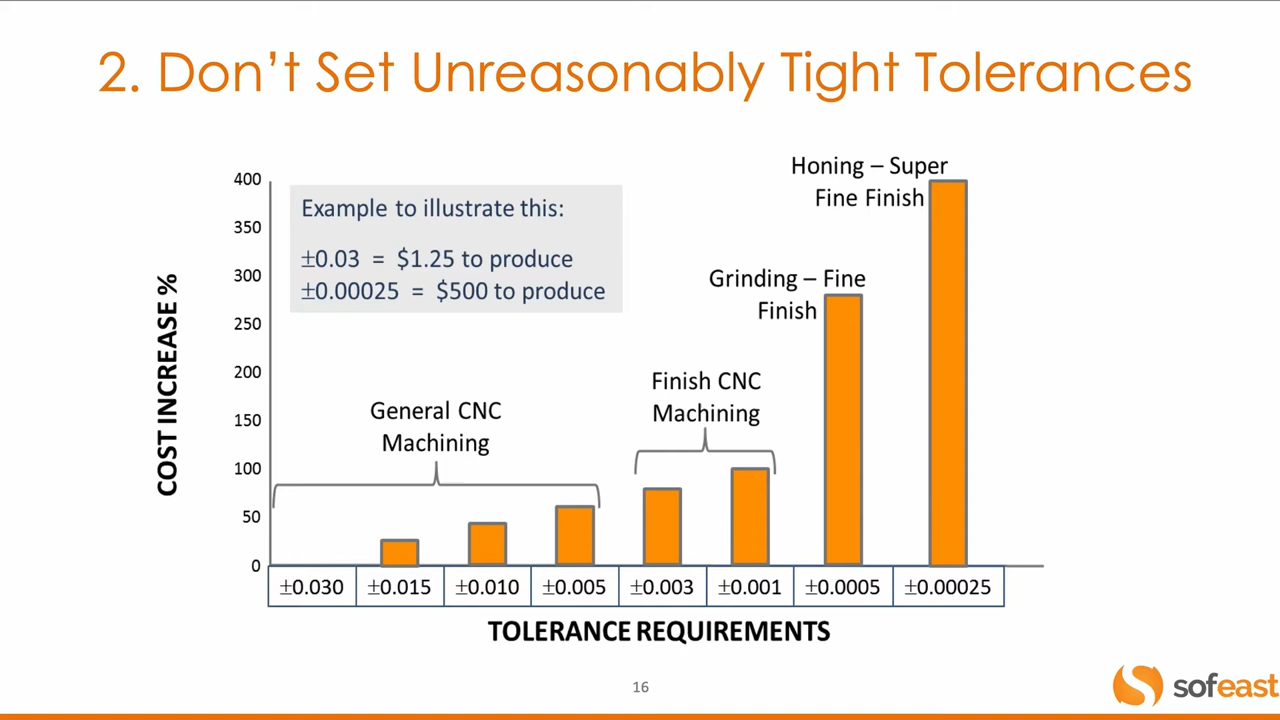 2. Don't Set Unreasonably Tight Tolerances
Example to illustrate this:
±0.03 = $1.25 to produce
±0.00025 = $500 to produce
COST INCREASE %
400
350
300
250
200
150
100
50
0
General CNC
Machining
Finish CNC
Machining
Grinding – Fine
Finish
Honing – Super
Fine Finish
±0.030 ±0.015 ±0.010 ±0.005 ±0.003 ±0.001 ±0.0005 ±0.00025
TOLERANCE REQUIREMENTS
16
sofeast